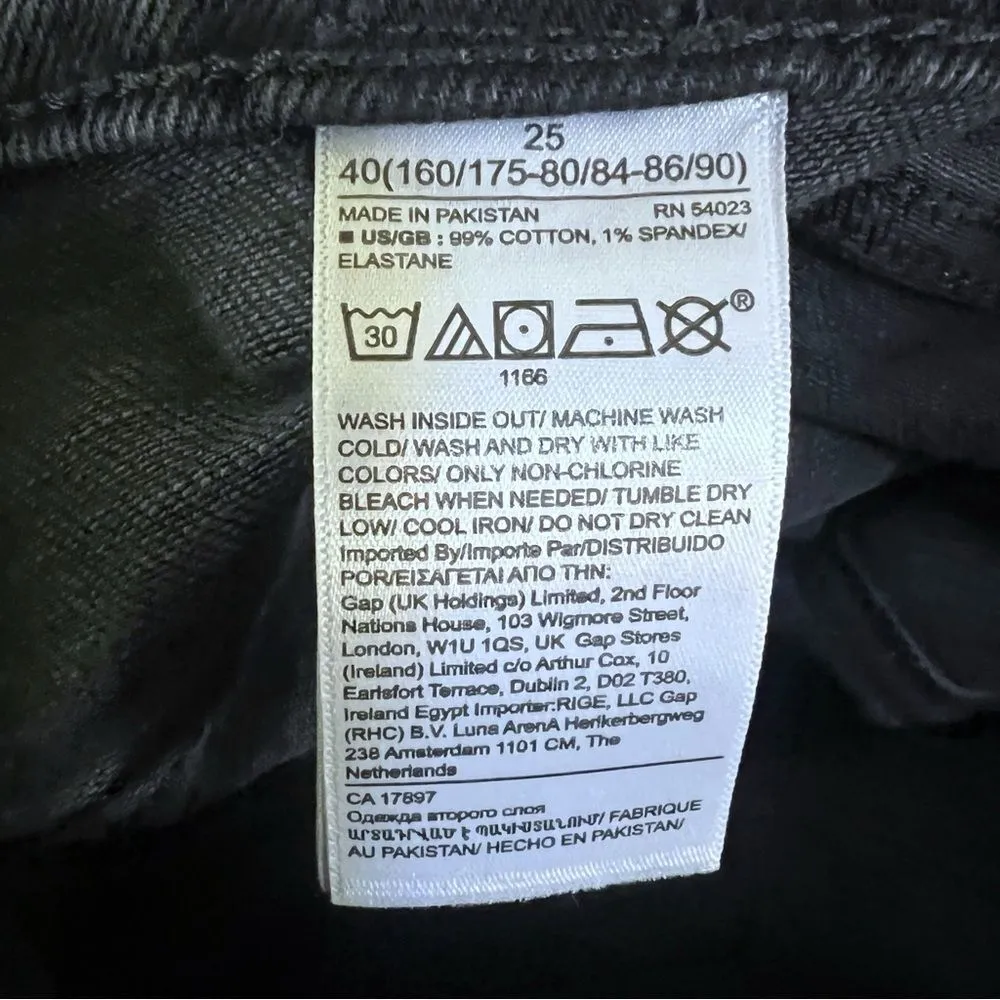 25
40(160/175-80/84-86/90)
MADE IN PAKISTAN RN 54023
■ US/GB : 99% COTTON, 1% SPANDEX/
ELASTANE
30 ®
1166
WASH INSIDE OUT/ MACHINE WASH
COLD/ WASH AND DRY WITH LIKE
COLORS/ ONLY NON-CHLORINE
BLEACH WHEN NEEDED/ TUMBLE DRY
LOW/ COOL IRON/ DO NOT DRY CLEAN
Imported By/Importe Par/DISTRIBUIDO
POR/ΕΙΣΑΓΕΤΑΙ ΑΠΟ ΤΗΝ:
Gap (UK Holdings) Limited, 2nd Floor
Nations House, 103 Wigmore Street,
London, W1U 1QS, UK Gap Stores
(Ireland) Limited c/o Arthur Cox, 10
Earlsfort Terrace, Dublin 2, D02 T380,
Ireland Egypt Importer:RIGE, LLC Gap
(RHC) B.V. Luna ArenA Herikerbergweg
238 Amsterdam 1101 CM, The
Netherlands
CA 17897
Одежда второго слоя
ԱՐՏԱԴՐՎԱԾ Է ՊԱԿԻՍՏԱՆՈՒՄ/ FABRIQUE
AU PAKISTAN/ HECHO EN PAKISTAN/